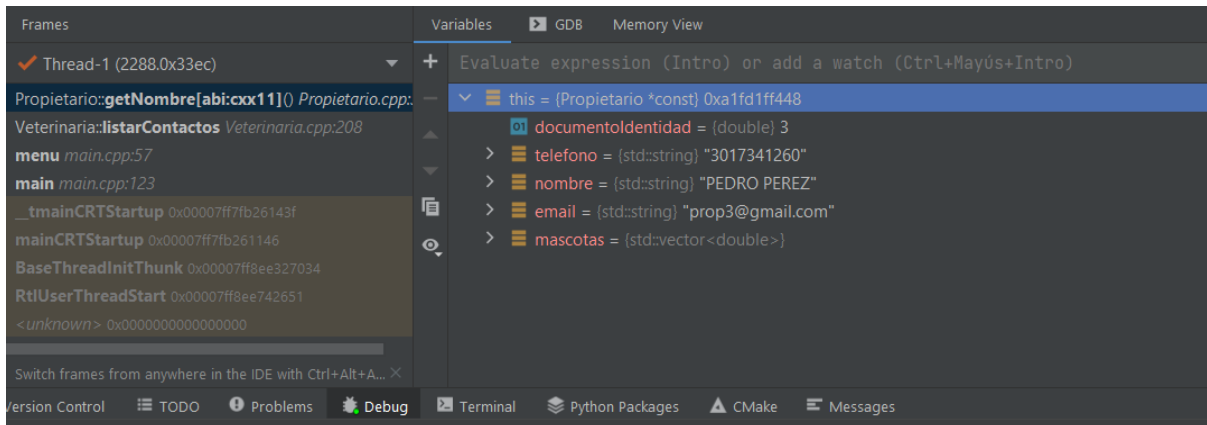 Frames
Thread-1 (2288.0x33ec)
Propietario::getNombre[abi:cxx11]() Propietario.cpp:
Veterinaria::listarContactos Veterinaria.cpp:208
menu main.cpp:57
main main.cpp:123
__tmainCRTStartup 0x00007ff7fb26143f
mainCRTStartup 0x00007ff7fb261146
BaseThreadInitThunk 0x00007ff8ee327034
RtlUserThreadStart 0x00007ff8ee742651
<unknown> 0x0000000000000000
Switch frames from anywhere in the IDE with Ctrl+Alt+A...
Variables GDB Memory View
Evaluate expression (Intro) or add a watch (Ctrl+Mayús+Intro)
this = {Propietario *const} 0xa1fd1ff448
01 documentoIdentidad = {double} 3
telefono = {std::string} "3017341260"
nombre = {std::string} "PEDRO PEREZ"
email = {std::string} "prop3@gmail.com"
mascotas = {std::vector<double>}
Version Control TODO Problems Debug Terminal Python Packages CMake Messages